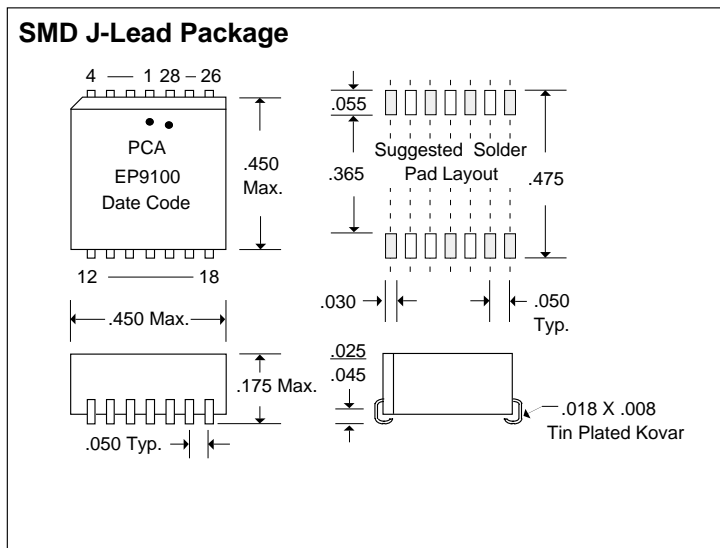 SMD J-Lead Package
4 — 1 28 – 26
PCA
EP9100
Date Code
12 ——— 18
.450
Max.
.450 Max.
.055
.365
Suggested Solder
Pad Layout
.475
.030
.050
Typ.
.175 Max.
.050 Typ.
.025
.045
.018 X .008
Tin Plated Kovar